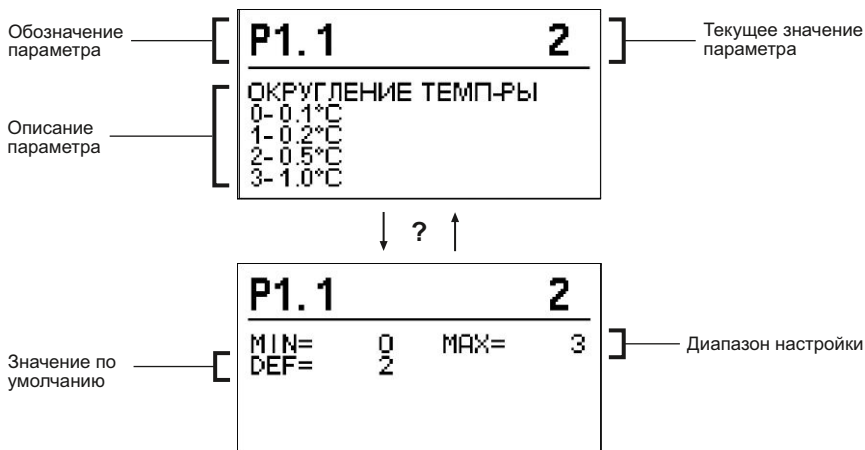 Обозначение
параметра
P1.1 2
Текущее значение
параметра
Описание
параметра
ОКРУГЛЕНИЕ ТЕМП-РЫ
0- 0.1°C
1- 0.2°C
2- 0.5°C
3- 1.0°C
?
P1.1 2
Значение по
умолчанию
MIN= 0 MAX= 3
DEF= 2
Диапазон настройки